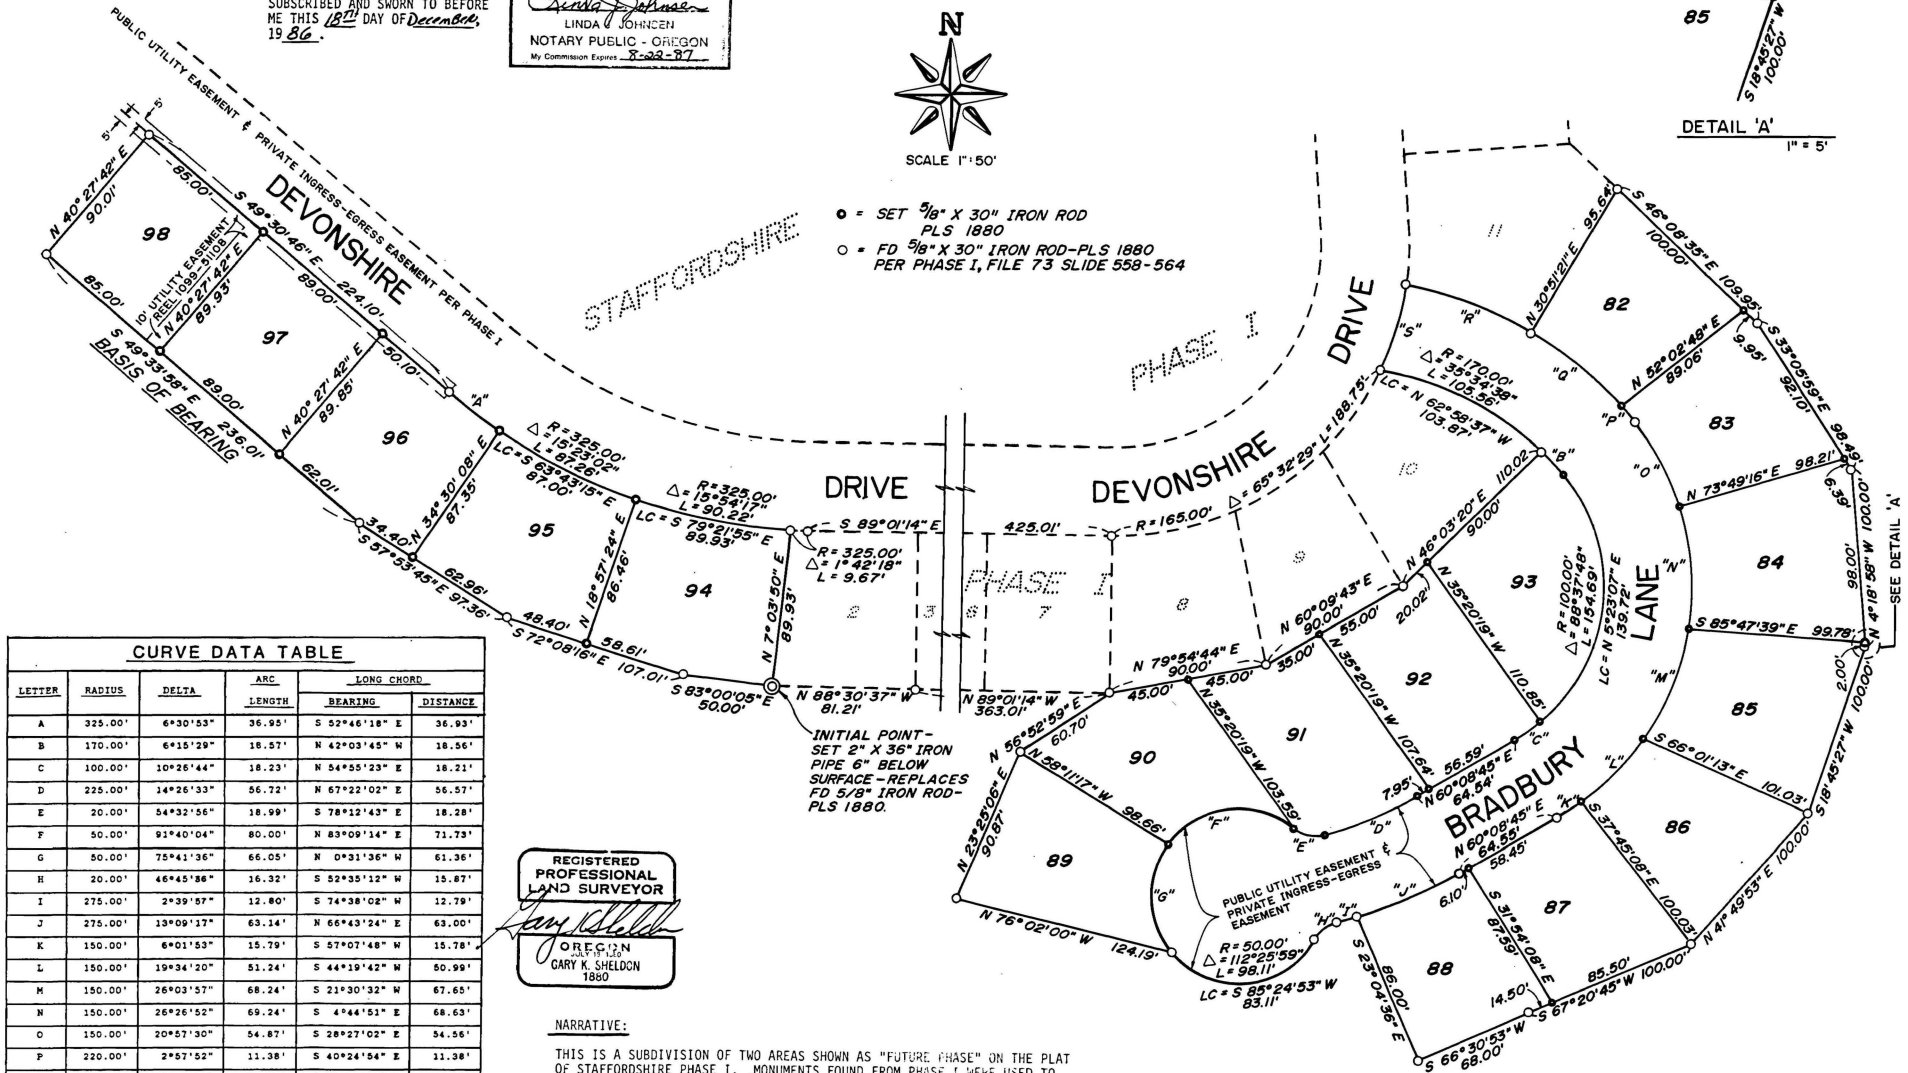 SUBSCRIBED AND SWORN TO BEFORE
ME THIS 18TH DAY OF December,
1986.
Linda J Johnsen
LINDA J JOHNSEN
NOTARY PUBLIC - OREGON
My Commission Expires 8-22-87
N
SCALE 1":50'
85
S 18°45'27" W
100.00'
DETAIL 'A'
1" = 5'
= SET 5/8" X 30" IRON ROD
PLS 1880
= FD 5/8" X 30" IRON ROD-PLS 1880
PER PHASE I, FILE 73 SLIDE 558-564
PUBLIC UTILITY EASEMENT & PRIVATE INGRESS-EGRESS EASEMENT PER PHASE I
5'
5'
DEVONSHIRE
STAFFORDSHIRE
PHASE I
DRIVE
N 40°27'42" E
90.01'
85.00'
S 49°30'46" E
224.10'
98
10' UTILITY EASEMENT
REEL 1099-51108
N 40°27'42" E
89.93'
85.00'
89.00'
97
S 49°33'58" E
236.01'
BASIS OF BEARING
89.00'
N 40°27'42" E
89.85'
50.10'
"A"
96
62.01'
N 34°30'08" E
87.35'
34.40'
S 57°53'45" E 97.36'
62.96'
R=325.00'
Δ=15°23'02"
L=87.26'
LC=S 63°43'15" E
87.00'
95
N 18°57'24" E
86.46'
48.40'
58.61'
S 72°08'16" E 107.01'
R=325.00'
Δ=15°54'17"
L=90.22'
LC=S 79°21'55" E
89.93'
94
N 7°03'50" E
89.93'
S 83°00'05" E
50.00'
DRIVE
S 89°01'14" E
425.01'
R=325.00'
Δ=1°42'18"
L=9.67'
2
3
6
7
PHASE I
N 88°30'37" W
81.21'
N 89°01'14" W
363.01'
INITIAL POINT-
SET 2" X 36" IRON
PIPE 6" BELOW
SURFACE-REPLACES
FD 5/8" IRON ROD-
PLS 1880.
DEVONSHIRE
R=165.00'
Δ=65°32'29"
L=188.75'
8
9
10
11
N 79°54'44" E
90.00'
45.00'
45.00'
N 60°09'43" E
90.00'
35.00'
55.00'
20.02'
N 46°03'20" E
90.00'
110.02
"S"
R=170.00'
Δ=35°34'38"
L=105.56'
LC=N 62°58'37" W
103.87'
"B"
"R"
"Q"
"P"
"O"
"N"
"M"
"L"
"K"
N 30°51'21" E
95.64'
82
S 46°08'35" E 109.95'
100.00'
9.95'
N 52°02'48" E
89.06'
83
S 33°05'59" E 98.49'
92.10'
6.39'
N 73°49'16" E 98.21'
84
N 4°18'58" W 100.00'
98.00'
2.00'
SEE DETAIL 'A'
S 85°47'39" E 99.78'
85
S 18°45'27" W 100.00'
S 66°01'13" E
101.03'
86
N 41°49'53" E 100.00'
S 37°45'08" E
100.03'
87
85.50'
S 67°20'45" W 100.00'
14.50'
S 31°54'08" E
87.59'
88
S 66°30'53" W
68.00'
S 23°04'36" E
86.00'
93
R=100.00'
Δ=88°37'48"
L=154.69'
LC=N 5°23'07" E
139.72'
LANE
BRADBURY
N 35°20'19" W
110.85'
92
N 35°20'19" W
107.64'
56.59'
N 60°08'45" E
64.54'
7.95'
"C"
91
N 35°20'19" W 103.59'
"D"
"E"
N 60°08'45" E
64.55'
58.45'
6.10'
"J"
"I"
"H"
"F"
"G"
90
N 56°52'59" E
60.70'
N 58°11'17" W
98.66'
89
N 23°25'06" E
90.87'
N 76°02'00" W 124.19'
PUBLIC UTILITY EASEMENT &
PRIVATE INGRESS-EGRESS
EASEMENT
R=50.00'
Δ=112°25'59"
L=98.11'
LC=S 85°24'53" W
83.11'
CURVE DATA TABLE
LETTER RADIUS DELTA ARC LENGTH LONG CHORD BEARING DISTANCE
A 325.00' 6°30'53" 36.95' S 52°46'18" E 36.93'
B 170.00' 6°15'29" 18.57' N 42°03'45" W 18.56'
C 100.00' 10°26'44" 18.23' N 54°55'23" E 18.21'
D 225.00' 14°26'33" 56.72' N 67°22'02" E 56.57'
E 20.00' 54°32'56" 18.99' S 78°12'43" E 18.28'
F 50.00' 91°40'04" 80.00' N 83°09'14" E 71.73'
G 50.00' 75°41'36" 66.05' N 0°31'36" W 61.36'
H 20.00' 46°45'86" 16.32' S 52°35'12" W 15.87'
I 275.00' 2°39'57" 12.80' S 74°38'02" W 12.79'
J 275.00' 13°09'17" 63.14' N 66°43'24" E 63.00'
K 150.00' 6°01'53" 15.79' S 57°07'48" W 15.78'
L 150.00' 19°34'20" 51.24' S 44°19'42" W 50.99'
M 150.00' 26°03'57" 68.24' S 21°30'32" W 67.65'
N 150.00' 26°26'52" 69.24' S 4°44'51" E 68.63'
O 150.00' 20°57'30" 54.87' S 28°27'02" E 54.56'
P 220.00' 2°57'52" 11.38' S 40°24'54" E 11.38'
REGISTERED
PROFESSIONAL
LAND SURVEYOR
Gary K Sheldon
OREGON
GARY K. SHELDON
1880
NARRATIVE:
THIS IS A SUBDIVISION OF TWO AREAS SHOWN AS "FUTURE PHASE" ON THE PLAT
OF STAFFORDSHIRE PHASE I. MONUMENTS FOUND FROM PHASE I WERE USED TO